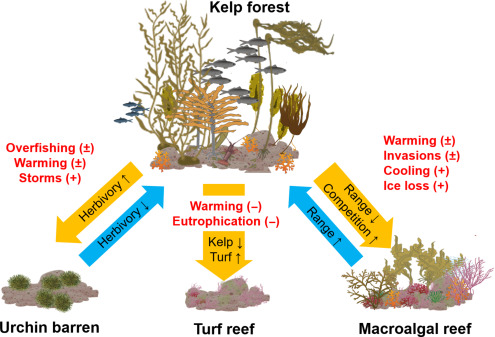 Kelp forest
Overfishing (±)
Warming (±)
Storms (+)
Herbivory ↑
Herbivory ↓
Warming (–)
Eutrophication (–)
Kelp ↓
Turf ↑
Warming (±)
Invasions (±)
Cooling (+)
Ice loss (+)
Range ↓
Competition ↑
Range ↑
Urchin barren
Turf reef
Macroalgal reef